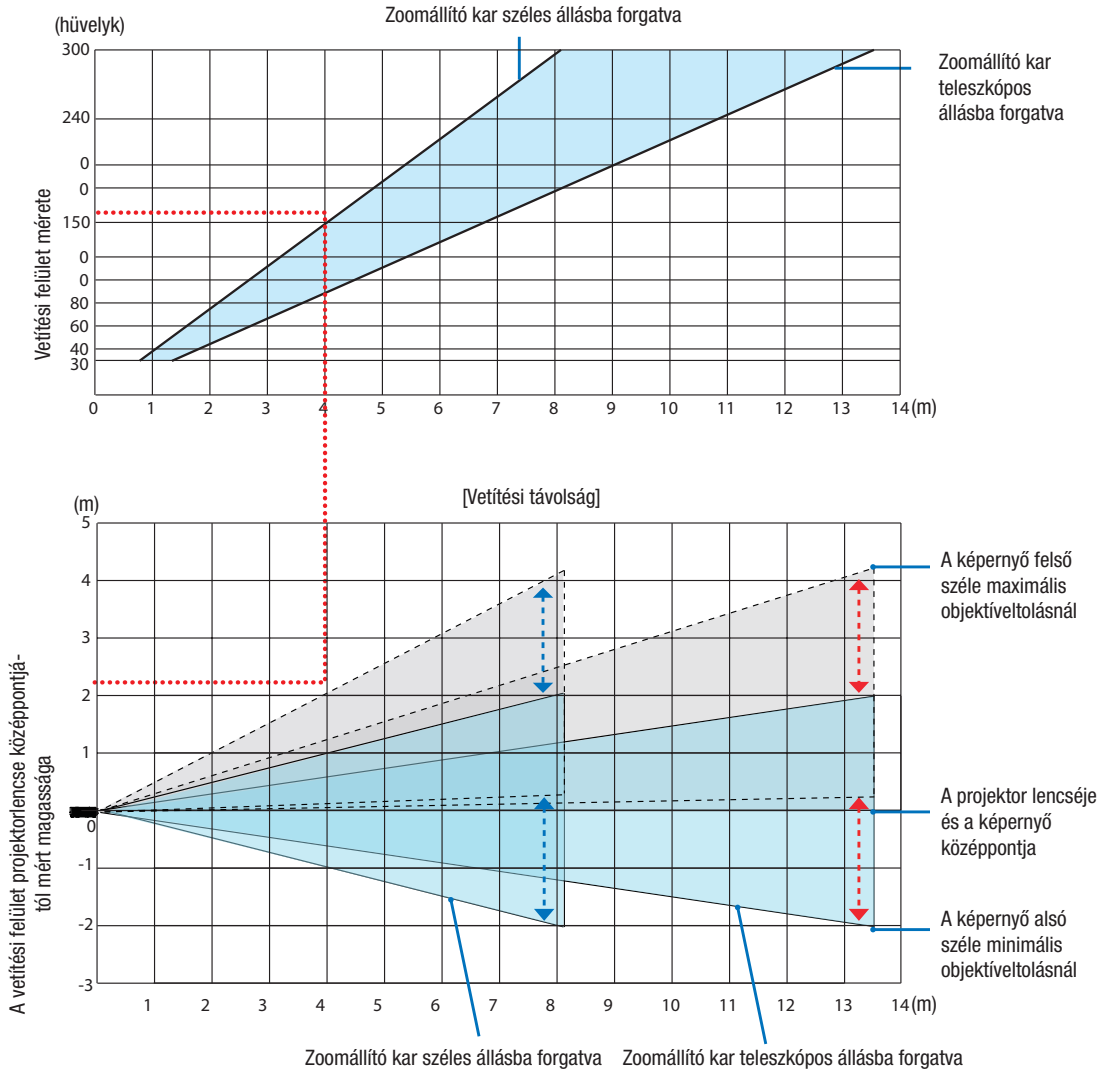 Zoomállító kar széles állásba forgatva
(hüvelyk)
300
240
0
0
150
0
0
80
60
40
30
Vetítési felület mérete
Zoomállító kar
teleszkópos
állásba forgatva
0 1 2 3 4 5 6 7 8 9 10 11 12 13 14 (m)
[Vetítési távolság]
(m)
5
4
3
2
1
0
-1
-2
-3
A vetítési felület projektorlencse középpontjá-
tól mért magassága
A képernyő felső
széle maximális
objektíveltolásnál
A projektor lencséje
és a képernyő
középpontja
A képernyő alsó
széle minimális
objektíveltolásnál
1 2 3 4 5 6 7 8 9 10 11 12 13 14 (m)
Zoomállító kar széles állásba forgatva
Zoomállító kar teleszkópos állásba forgatva